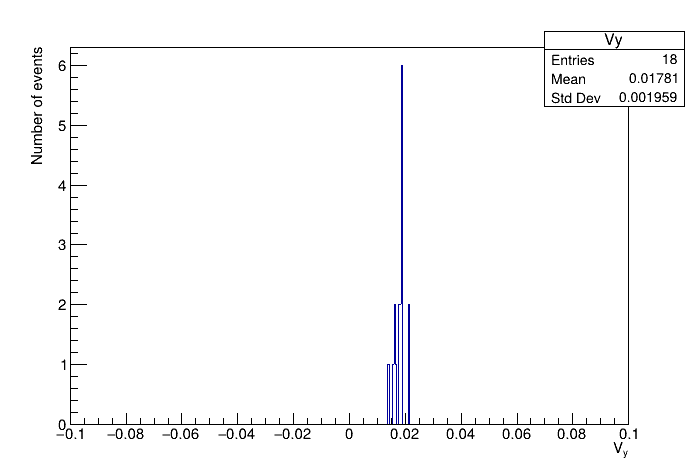 Vy
Entries 18
Mean 0.01781
Std Dev 0.001959
Number of events
6
5
4
3
2
1
0
−0.1 −0.08 −0.06 −0.04 −0.02 0 0.02 0.04 0.06 0.08 0.1
Vy